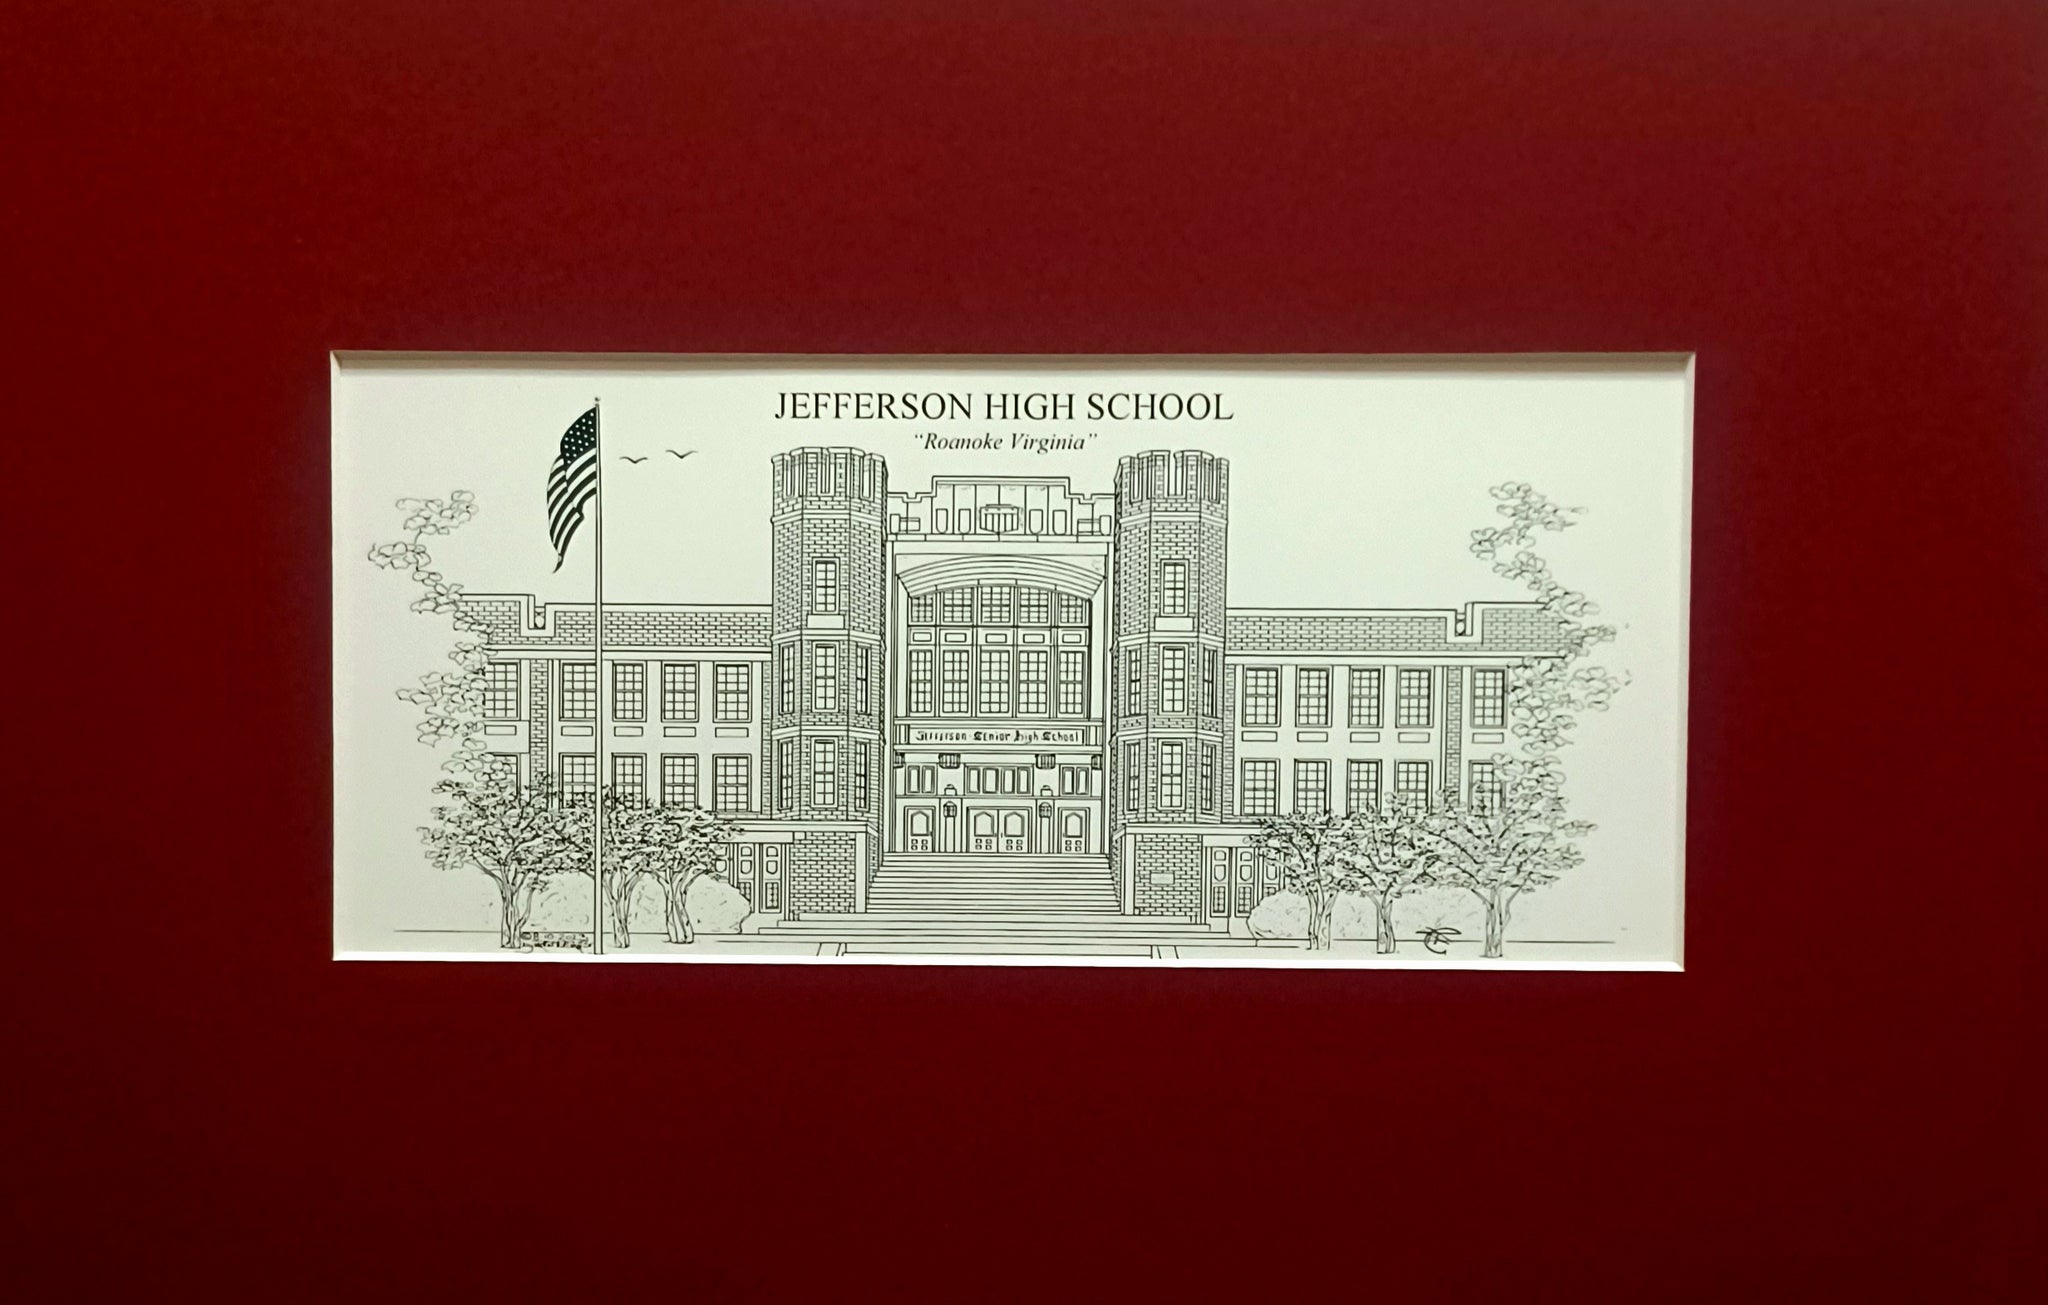 JEFFERSON HIGH SCHOOL
“Roanoke Virginia”
Jefferson Senior High School